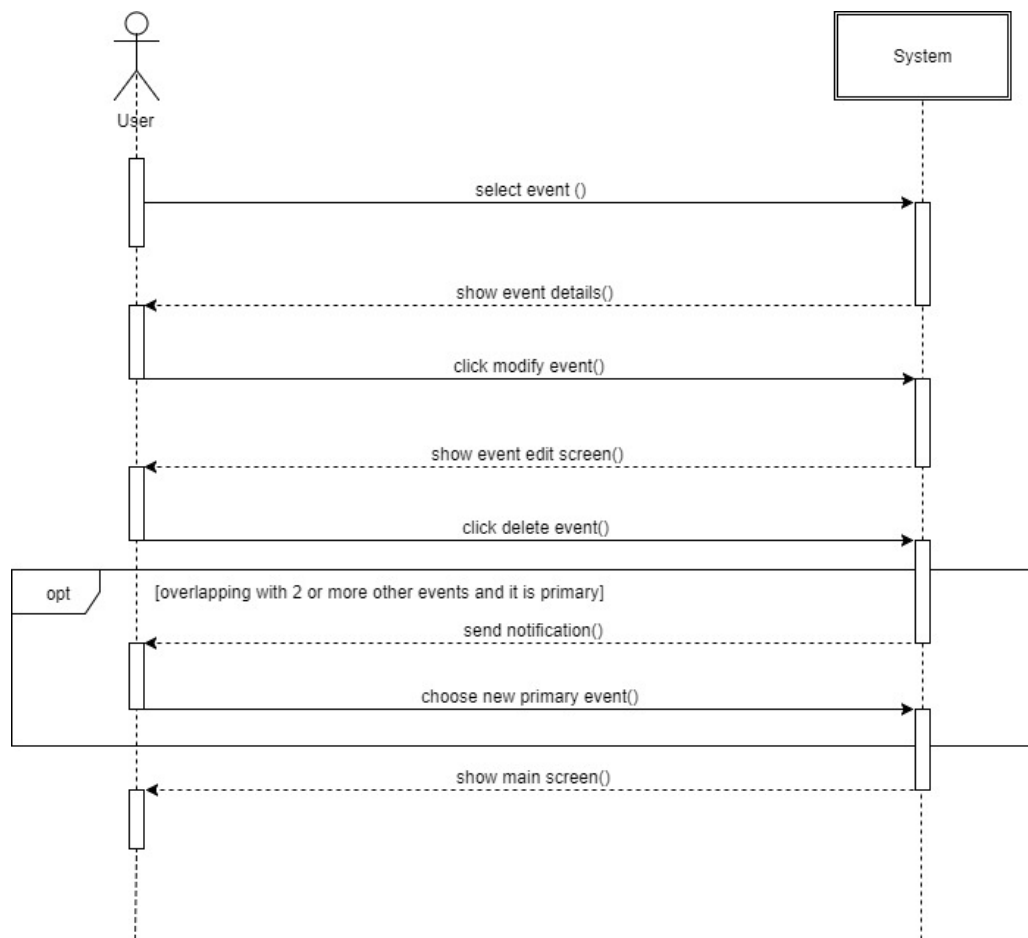 System
User
select event ()
show event details()
click modify event()
show event edit screen()
click delete event()
opt
[overlapping with 2 or more other events and it is primary]
send notification()
choose new primary event()
show main screen()